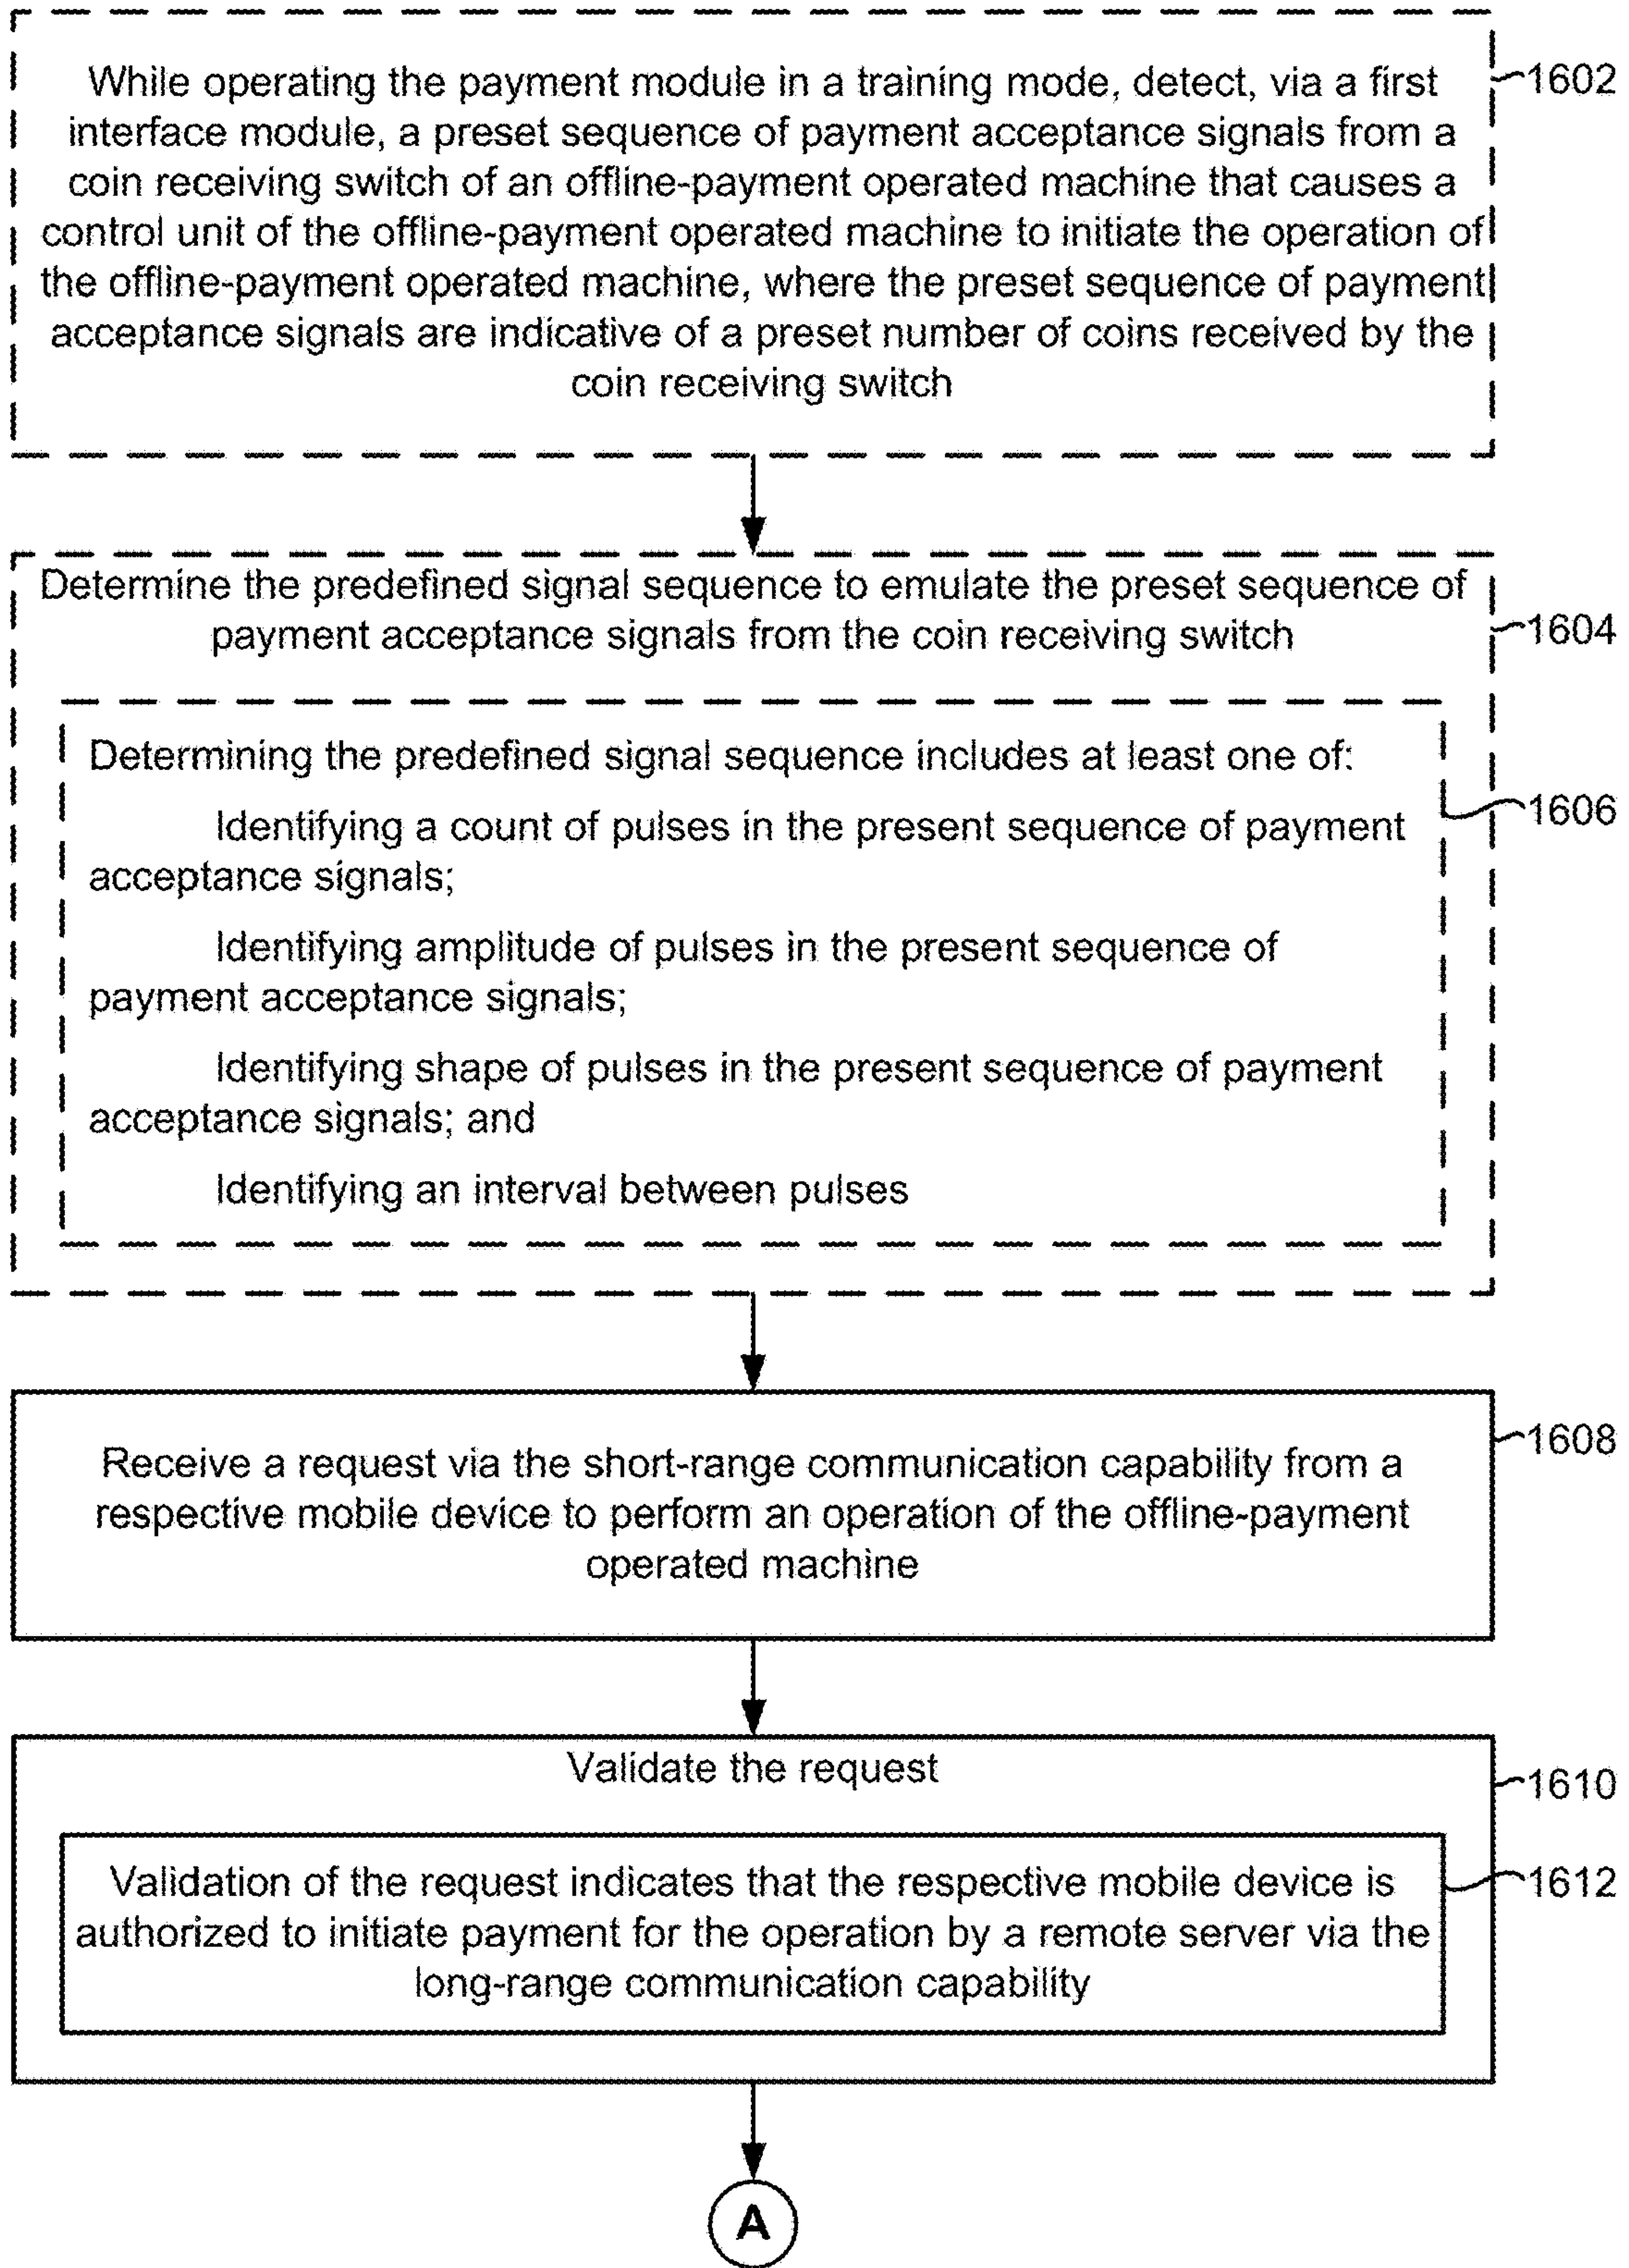 While operating the payment module in a training mode, detect, via a first
interface module, a preset sequence of payment acceptance signals from a
coin receiving switch of an offline-payment operated machine that causes a
control unit of the offline-payment operated machine to initiate the operation of
the offline-payment operated machine, where the preset sequence of payment
acceptance signals are indicative of a preset number of coins received by the
coin receiving switch
1602
Determine the predefined signal sequence to emulate the preset sequence of
payment acceptance signals from the coin receiving switch
1604
Determining the predefined signal sequence includes at least one of:
Identifying a count of pulses in the present sequence of payment
acceptance signals;
Identifying amplitude of pulses in the present sequence of
payment acceptance signals;
Identifying shape of pulses in the present sequence of payment
acceptance signals; and
Identifying an interval between pulses
1606
Receive a request via the short-range communication capability from a
respective mobile device to perform an operation of the offline-payment
operated machine
1608
Validate the request
1610
Validation of the request indicates that the respective mobile device is
authorized to initiate payment for the operation by a remote server via the
long-range communication capability
1612
A